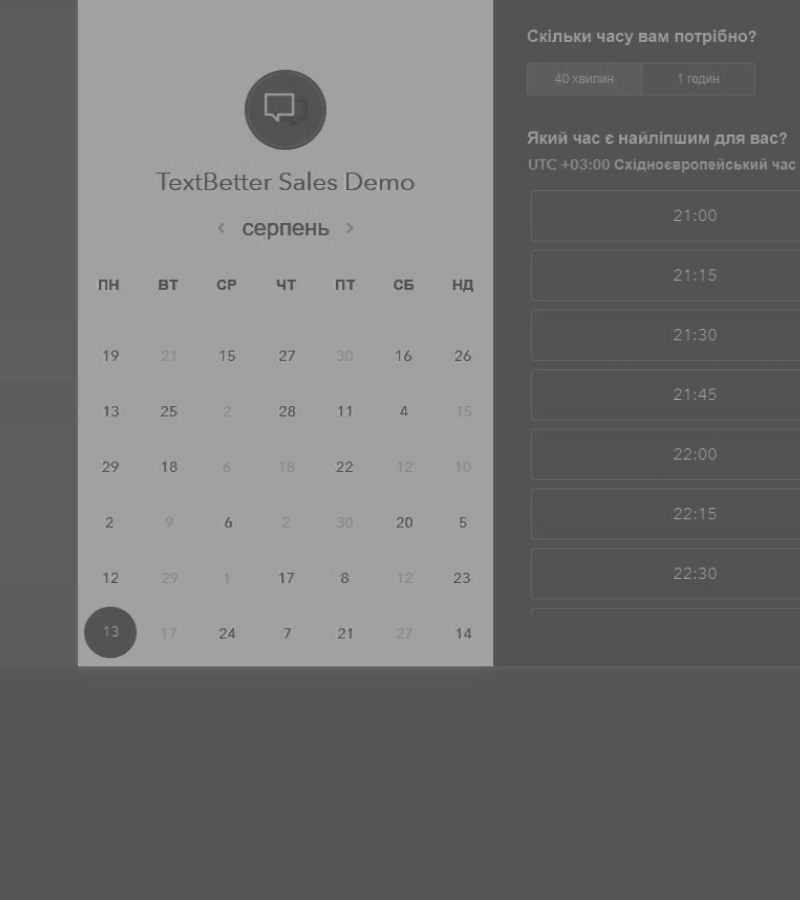 TextBetter Sales Demo
серпень
ПН ВТ СР ЧТ ПТ СБ НД
19 21 15 27 30 16 26
13 25 2 28 11 4 15
29 18 6 18 22 12 10
2 9 6 2 30 20 5
12 29 1 17 8 12 23
13 17 24 7 21 27 14
Скільки часу вам потрібно?
40 хвилин 1 годин
Який час є найліпшим для вас?
UTC +03:00 Східноєвропейський час
21:00
21:15
21:30
21:45
22:00
22:15
22:30